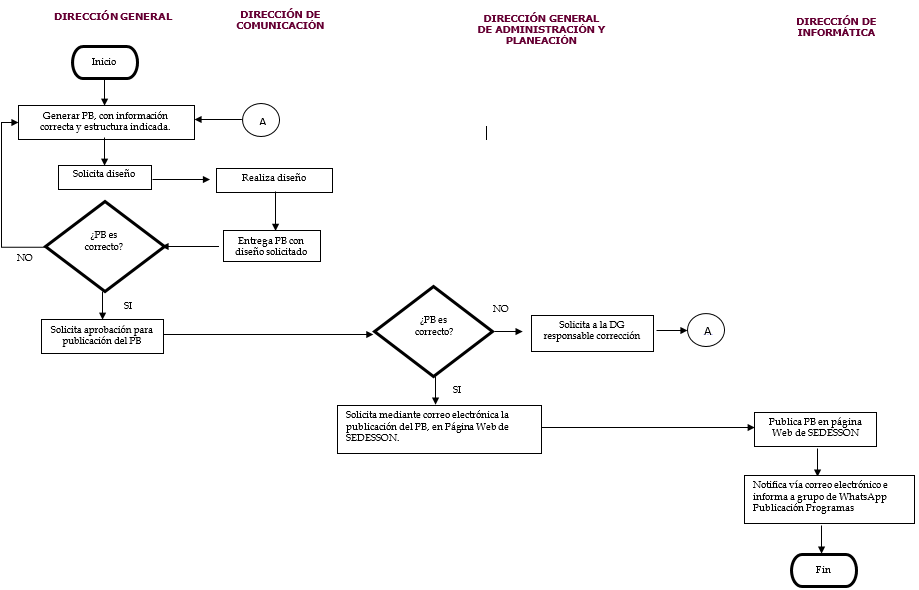 DIRECCIÓN GENERAL
DIRECCIÓN DE
COMUNICACIÓN
DIRECCIÓN GENERAL
DE ADMINISTRACIÓN Y
PLANEACIÓN
DIRECCIÓN DE
INFORMÁTICA
Inicio
Generar PB, con información
correcta y estructura indicada.
A
Solicita diseño
Realiza diseño
¿PB es
correcto?
Entrega PB con
diseño solicitado
NO
SI
Solicita aprobación para
publicación del PB
¿PB es
correcto?
NO
Solicita a la DG
responsable corrección
A
SI
Solicita mediante correo electrónica la
publicación del PB, en Página Web de
SEDESSON.
Publica PB en página
Web de SEDESSON
Notifica vía correo electrónico e
informa a grupo de WhatsApp
Publicación Programas
Fin